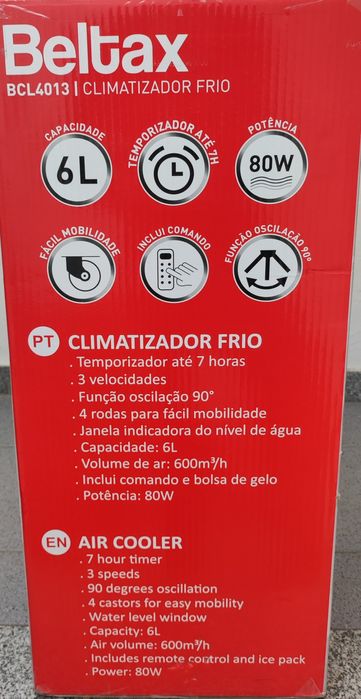 Beltax
BCL4013 | CLIMATIZADOR FRIO
CAPACIDADE
6L
TEMPORIZADOR ATÉ 7H
POTÊNCIA
80W
FÁCIL MOBILIDADE
INCLUI COMANDO
FUNÇÃO OSCILAÇÃO 90º
PT CLIMATIZADOR FRIO
. Temporizador até 7 horas
. 3 velocidades
. Função oscilação 90°
. 4 rodas para fácil mobilidade
. Janela indicadora do nível de água
. Capacidade: 6L
. Volume de ar: 600m³/h
. Inclui comando e bolsa de gelo
. Potência: 80W
EN AIR COOLER
. 7 hour timer
. 3 speeds
. 90 degrees oscillation
. 4 castors for easy mobility
. Water level window
. Capacity: 6L
. Air volume: 600m³/h
. Includes remote control and ice pack
. Power: 80W